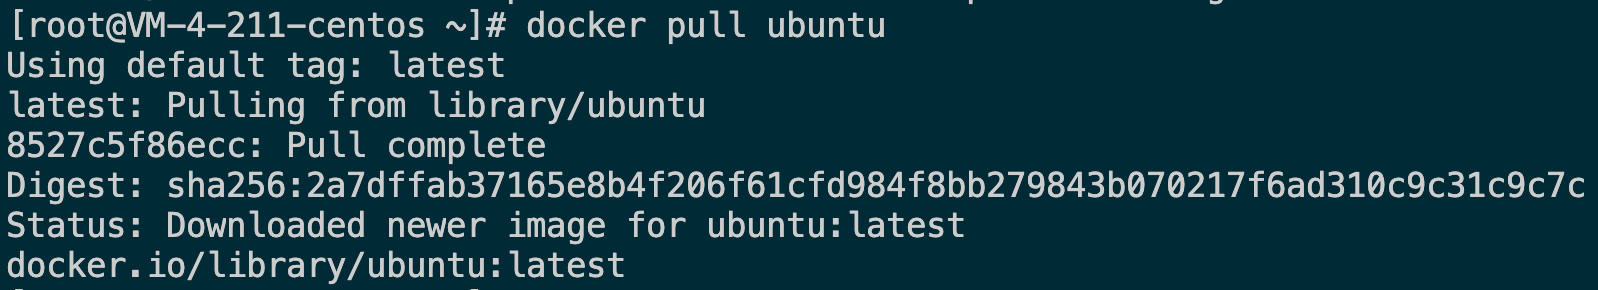 [root@VM-4-211-centos ~]# docker pull ubuntu
Using default tag: latest
latest: Pulling from library/ubuntu
8527c5f86ecc: Pull complete
Digest: sha256:2a7dffab37165e8b4f206f61cfd984f8bb279843b070217f6ad310c9c31c9c7c
Status: Downloaded newer image for ubuntu:latest
docker.io/library/ubuntu:latest